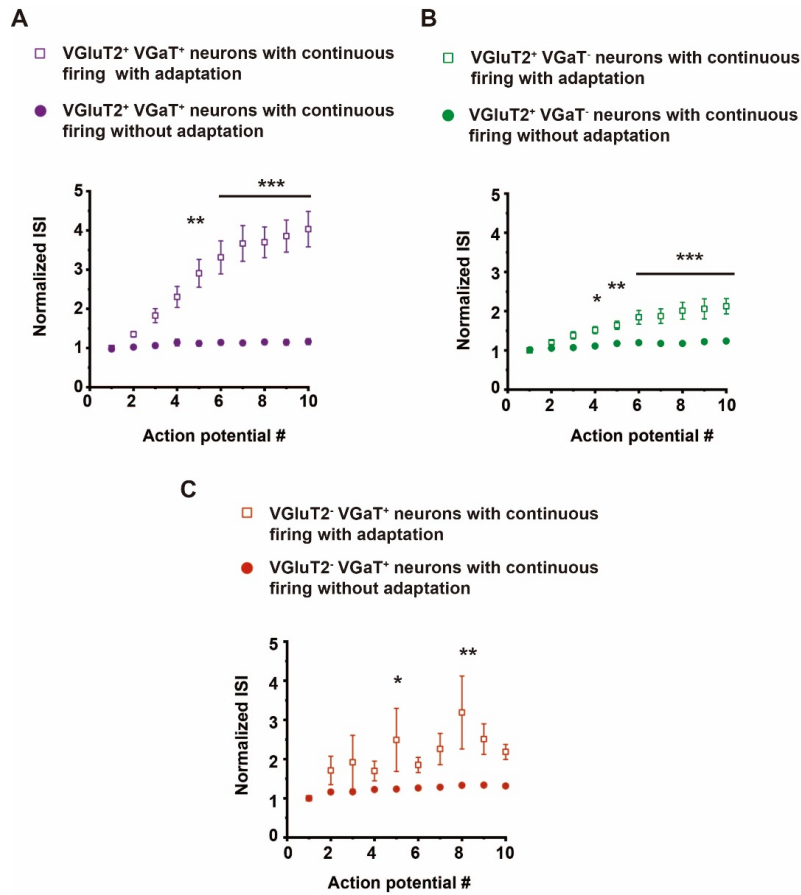 A
VGluT2⁺ VGaT⁺ neurons with continuous
firing with adaptation
VGluT2⁺ VGaT⁺ neurons with continuous
firing without adaptation
***
**
Normalized ISI
5
4
3
2
1
0
0 2 4 6 8 10
Action potential #
B
VGluT2⁺ VGaT⁻ neurons with continuous
firing with adaptation
VGluT2⁺ VGaT⁻ neurons with continuous
firing without adaptation
***
**
*
Normalized ISI
5
4
3
2
1
0
0 2 4 6 8 10
Action potential #
C
VGluT2⁻ VGaT⁺ neurons with continuous
firing with adaptation
VGluT2⁻ VGaT⁺ neurons with continuous
firing without adaptation
**
*
Normalized ISI
5
4
3
2
1
0
0 2 4 6 8 10
Action potential #